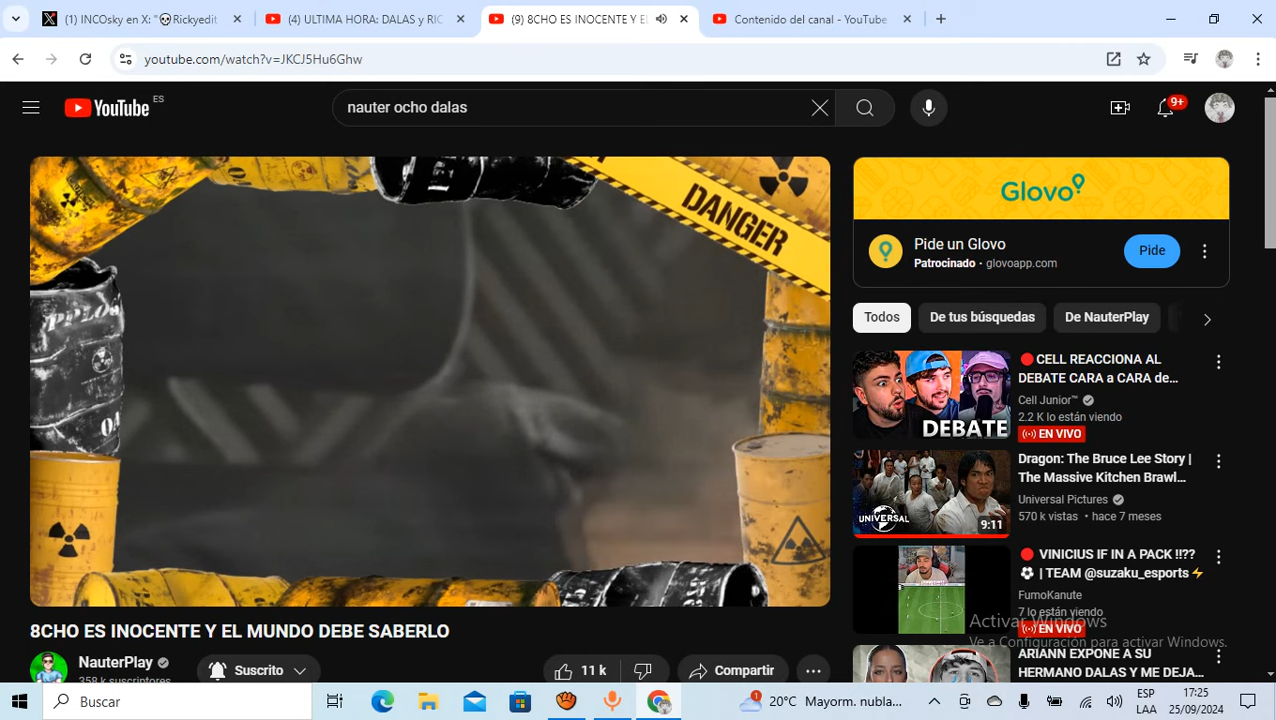 (1) INCOsky en X: "💀Rickyedit
(4) ULTIMA HORA: DALAS y RIC
(9) 8CHO ES INOCENTE Y EL
Contenido del canal - YouTube
youtube.com/watch?v=JKCJ5Hu6Ghw
YouTube ES
nauter ocho dalas
9+
DANGER
Glovo
Pide un Glovo
Patrocinado · glovoapp.com
Pide
Todos
De tus búsquedas
De NauterPlay
🔴CELL REACCIONA AL
DEBATE CARA a CARA de…
Cell Junior™
2.2 K lo están viendo
EN VIVO
DEBATE
Dragon: The Bruce Lee Story |
The Massive Kitchen Brawl…
Universal Pictures
570 k vistas · hace 7 meses
UNIVERSAL
9:11
🔴 VINICIUS IF IN A PACK !!??
⚽ | TEAM @suzaku_esports⚡
FumoKanute
7 lo están viendo
EN VIVO
Activar Windows
Ve a Configuración para activar Windows.
ARIANN EXPONE A SU
HERMANO DALAS Y ME DEJA…
8CHO ES INOCENTE Y EL MUNDO DEBE SABERLO
NauterPlay
358 k suscriptores
Suscrito
11 k
Compartir
Buscar
1
20°C Mayorm. nubla…
ESP
LAA
17:25
25/09/2024